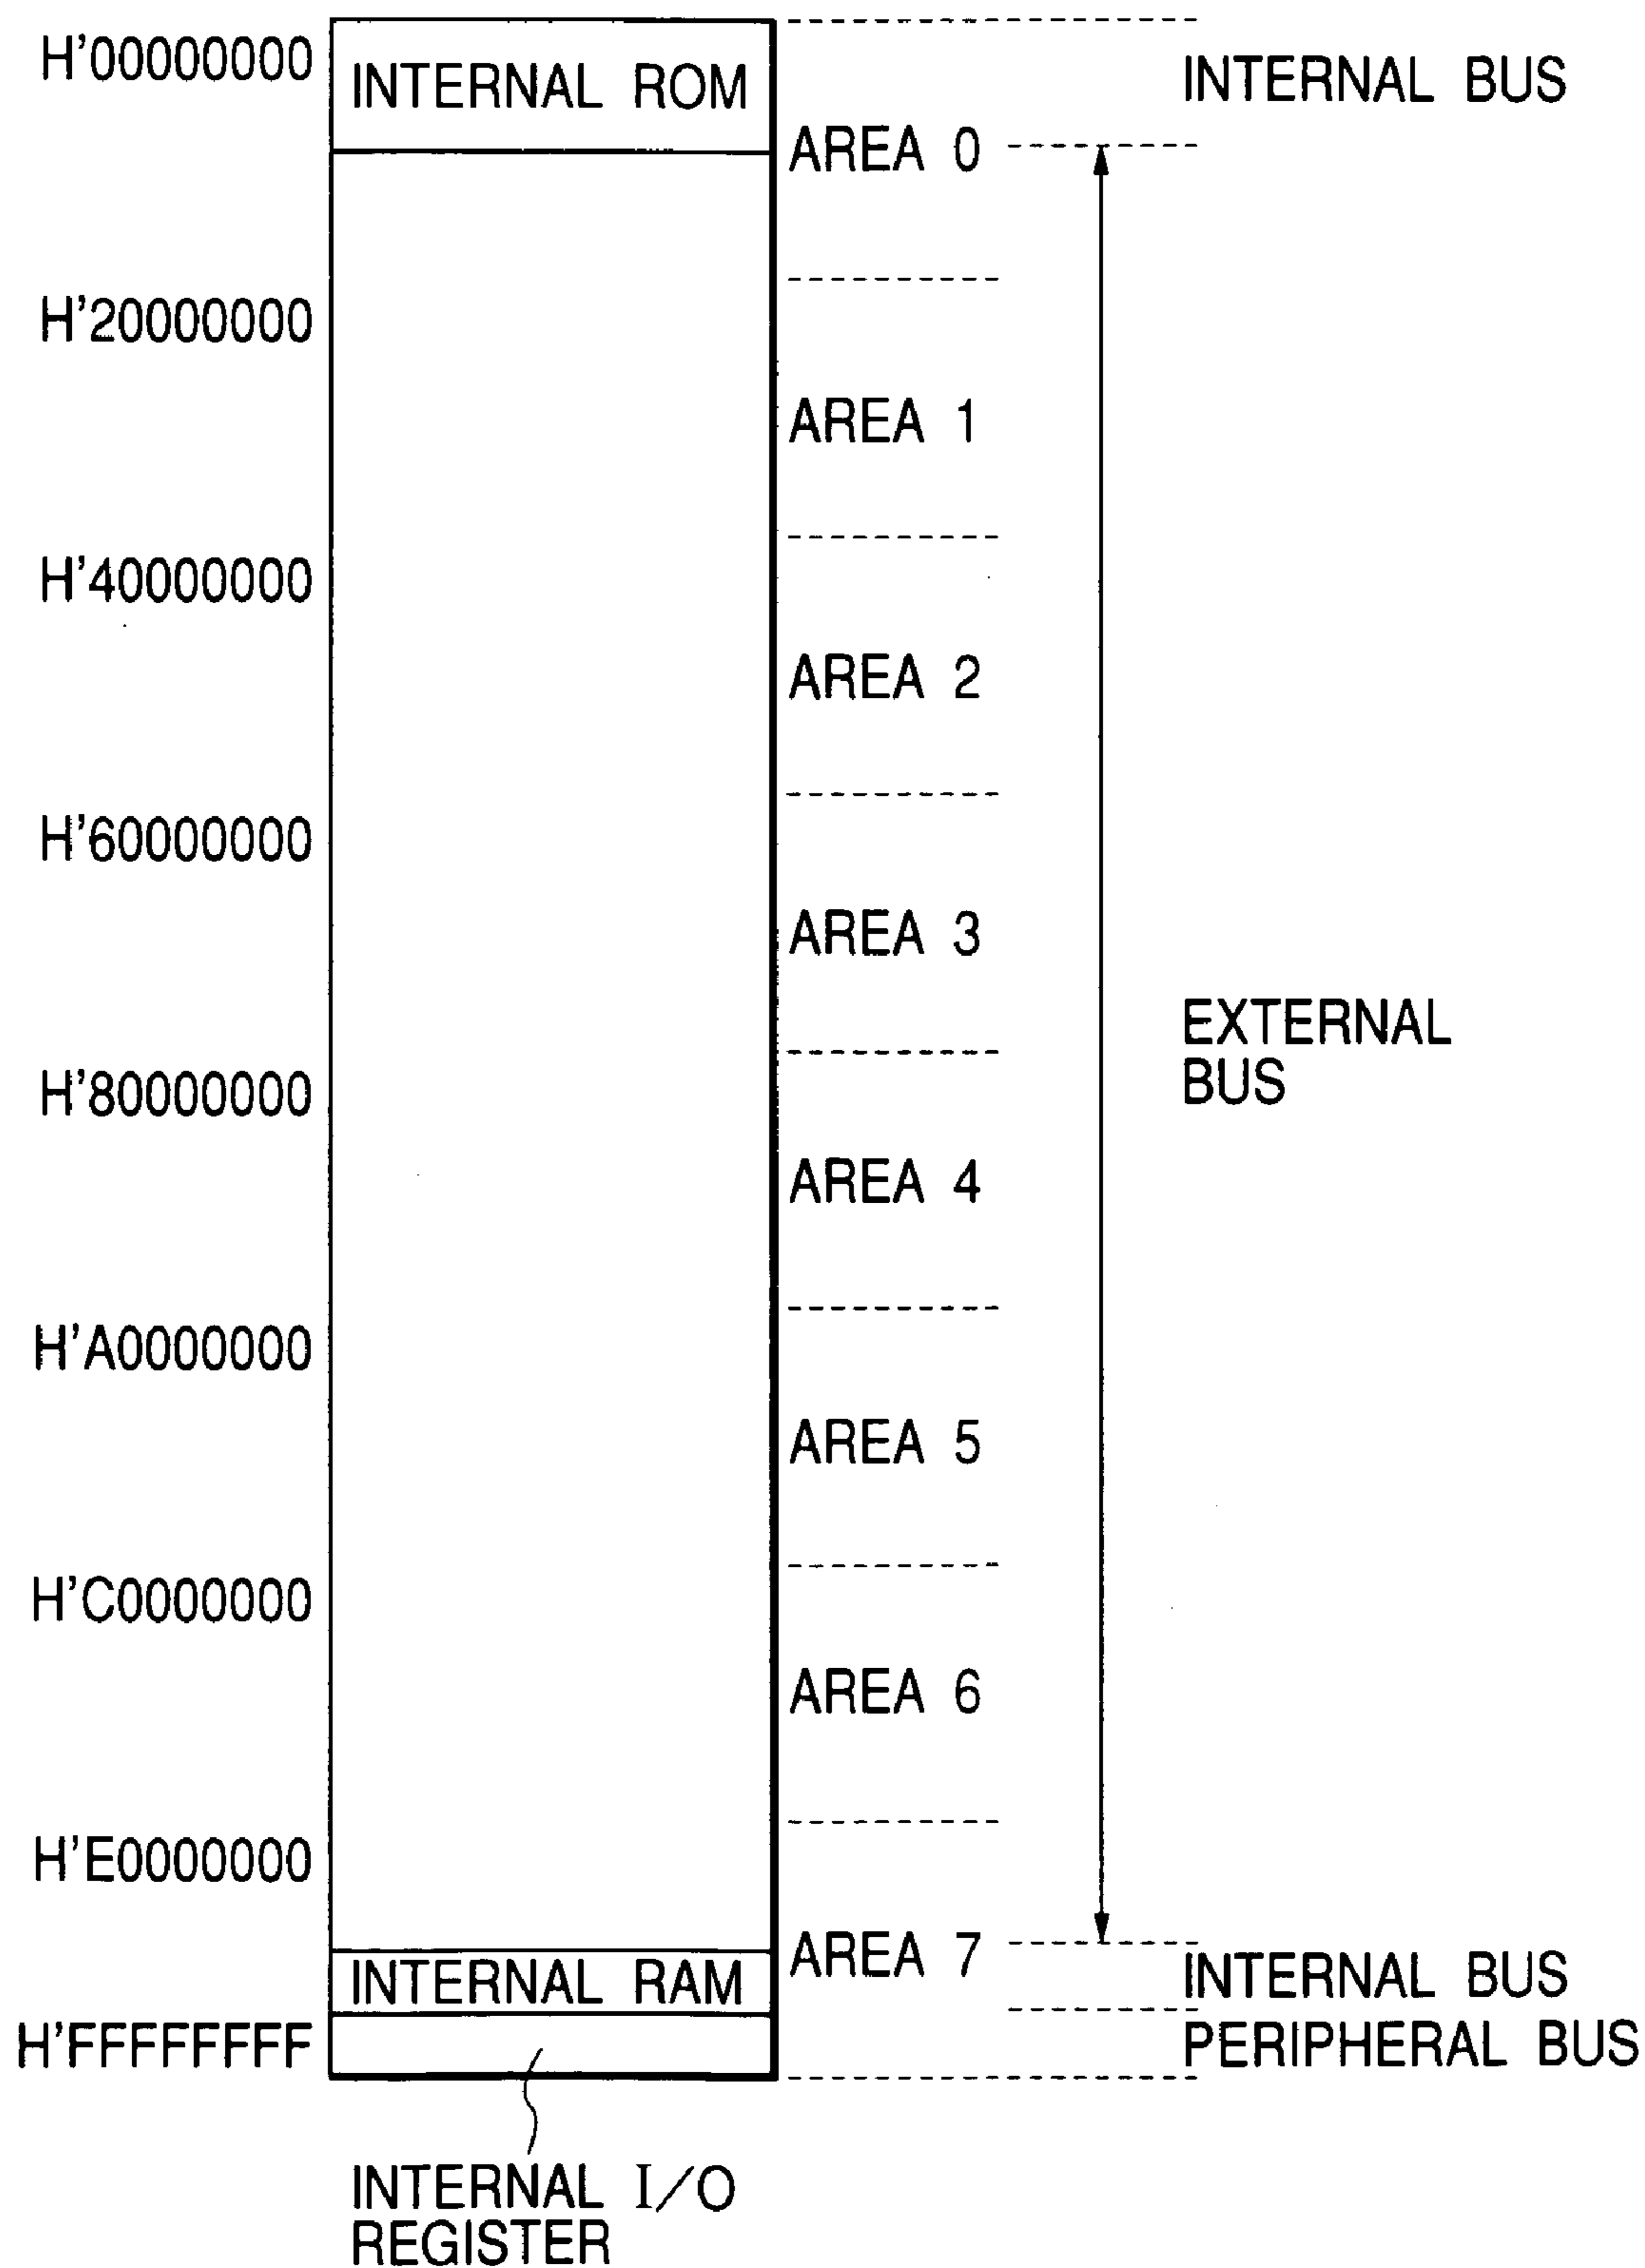 H'00000000
INTERNAL ROM
INTERNAL BUS
AREA 0
H'20000000
AREA 1
H'40000000
AREA 2
H'60000000
AREA 3
EXTERNAL
BUS
H'80000000
AREA 4
H'A0000000
AREA 5
H'C0000000
AREA 6
H'E0000000
AREA 7
INTERNAL RAM
INTERNAL BUS
H'FFFFFFFF
PERIPHERAL BUS
INTERNAL I/O
REGISTER